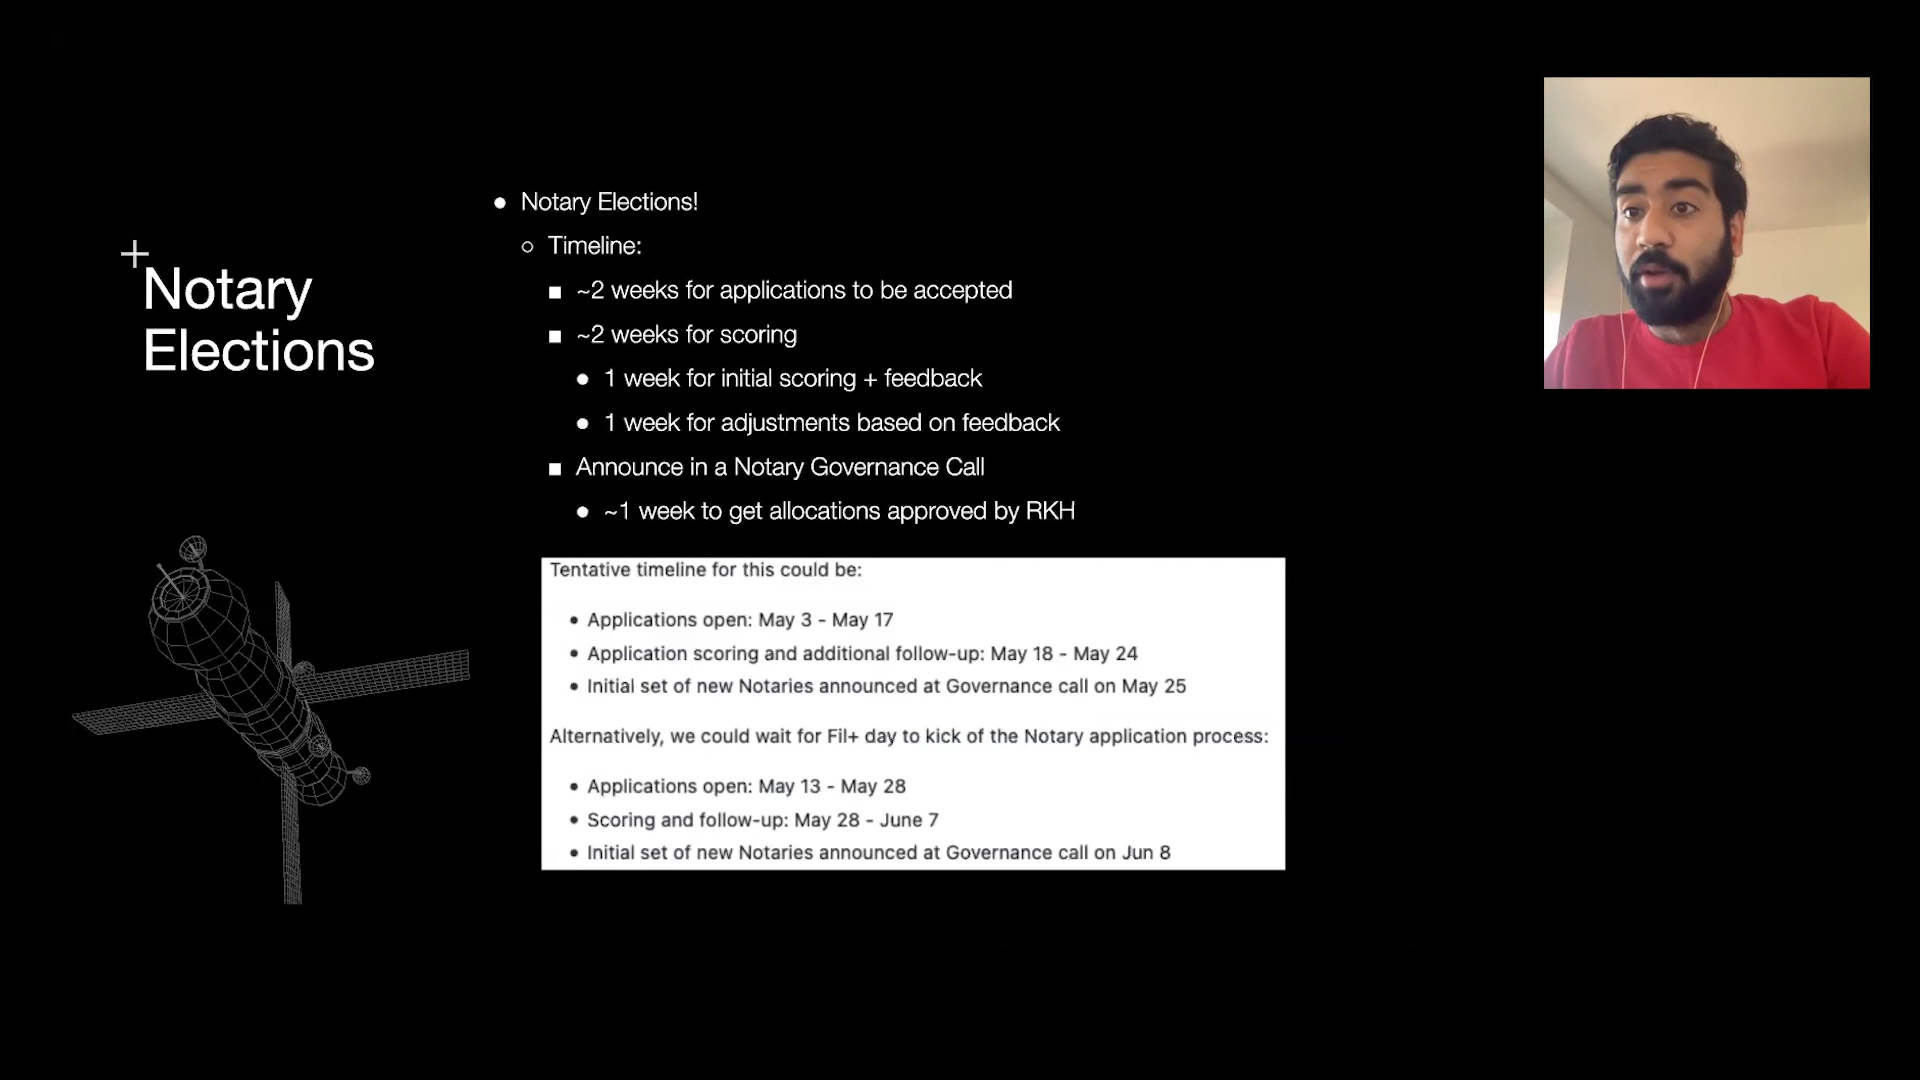 Notary
Elections
● Notary Elections!
○ Timeline:
■ ~2 weeks for applications to be accepted
■ ~2 weeks for scoring
● 1 week for initial scoring + feedback
● 1 week for adjustments based on feedback
■ Announce in a Notary Governance Call
● ~1 week to get allocations approved by RKH
Tentative timeline for this could be:
• Applications open: May 3 - May 17
• Application scoring and additional follow-up: May 18 - May 24
• Initial set of new Notaries announced at Governance call on May 25
Alternatively, we could wait for Fil+ day to kick of the Notary application process:
• Applications open: May 13 - May 28
• Scoring and follow-up: May 28 - June 7
• Initial set of new Notaries announced at Governance call on Jun 8